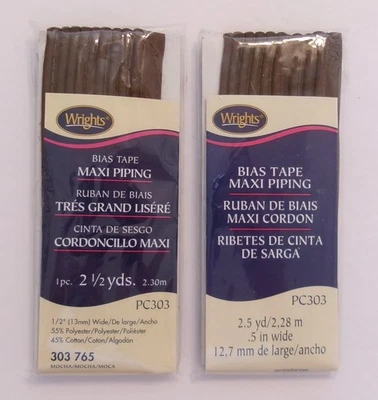 Wrights®
BIAS TAPE
MAXI PIPING
RUBAN DE BIAIS
TRÉS GRAND LISÉRÉ
CINTA DE SESGO
CORDONCILLO MAXI
1pc. 2 1/2 yds. 2.30m
PC303
1/2" (13mm) Wide/De large/Ancho
55% Polyester/Polyester/Poliéster
45% Cotton/Coton/Algodón
303 765
MOCHA/MOCHA/MOCA
Wrights®
BIAS TAPE
MAXI PIPING
RUBAN DE BIAIS
MAXI CORDON
RIBETES DE CINTA
DE SARGA
PC303
2.5 yd/2,28 m
.5 in wide
12,7 mm de large/ancho